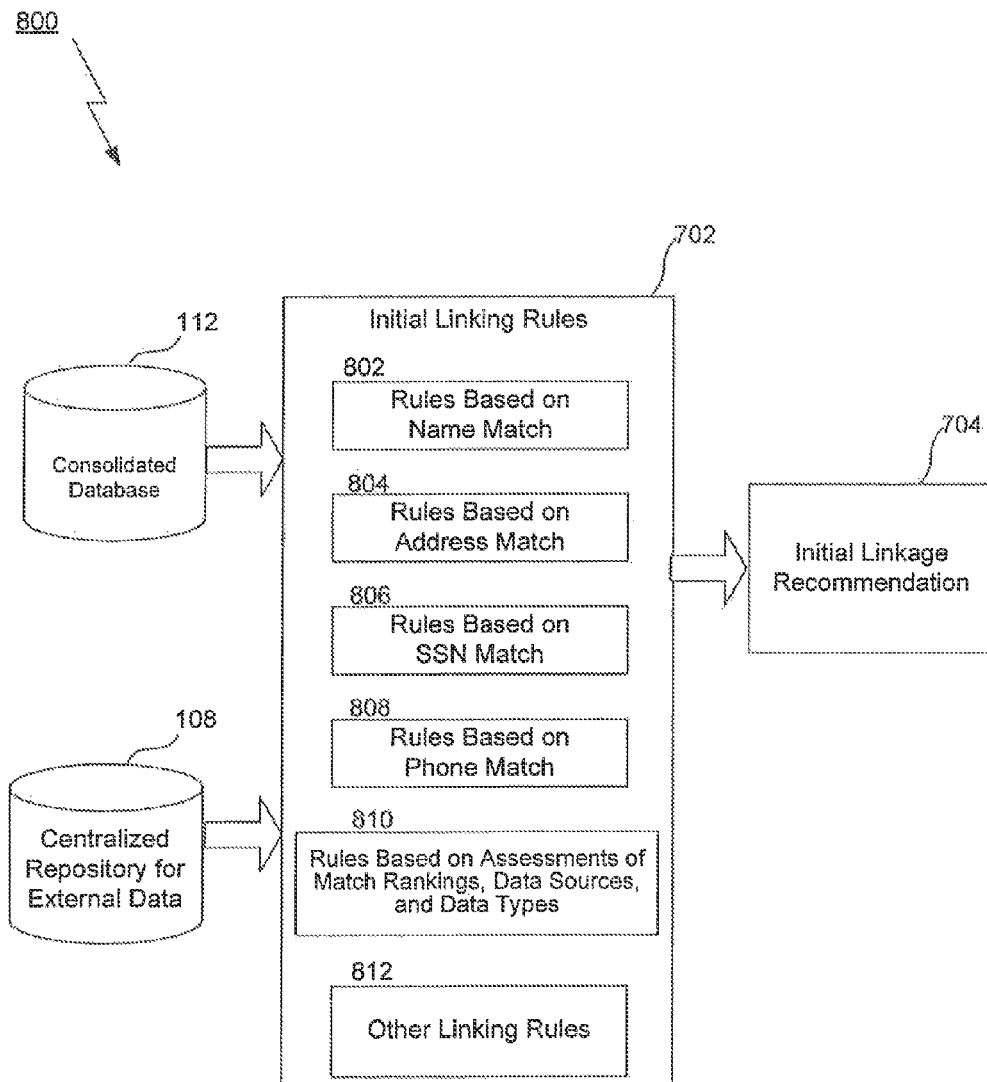 800
702
Initial Linking Rules
112
Consolidated
Database
802
Rules Based on
Name Match
804
Rules Based on
Address Match
806
Rules Based on
SSN Match
808
Rules Based on
Phone Match
704
Initial Linkage
Recommendation
108
Centralized
Repository for
External Data
810
Rules Based on Assessments of
Match Rankings, Data Sources,
and Data Types
812
Other Linking Rules